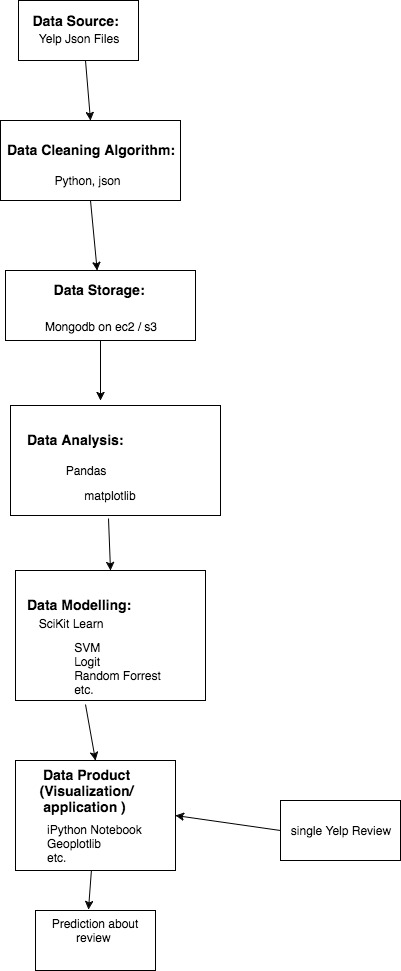 Data Source:
Yelp Json Files
Data Cleaning Algorithm:
Python, json
Data Storage:
Mongodb on ec2 / s3
Data Analysis:
Pandas
matplotlib
Data Modelling:
SciKit Learn
SVM
Logit
Random Forrest
etc.
Data Product
(Visualization/
application )
iPython Notebook
Geoplotlib
etc.
single Yelp Review
Prediction about
review